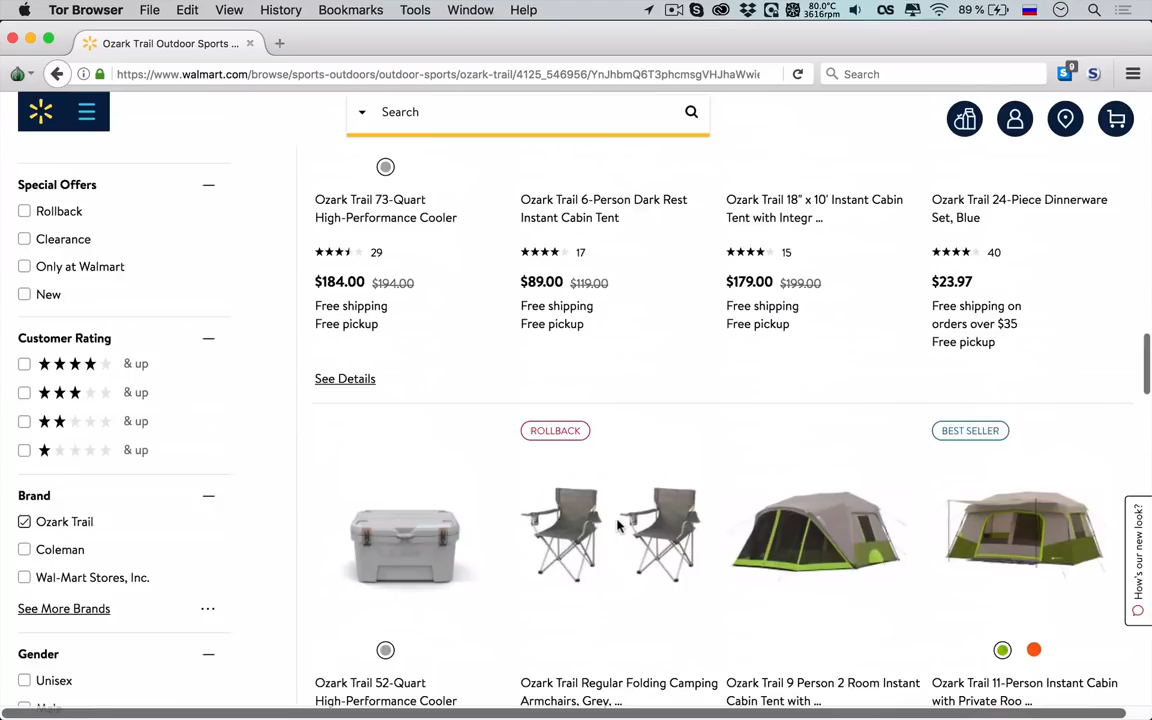 Tor Browser File Edit View History Bookmarks Tools Window Help 80.0°C 3616rpm OS 89 %
Ozark Trail Outdoor Sports ...
https://www.walmart.com/browse/sports-outdoors/outdoor-sports/ozark-trail/4125_546956/YnJhbmQ6T3phcmsgVHJhaWwie Search 9
Search
Special Offers
Rollback
Clearance
Only at Walmart
New
Customer Rating
& up
& up
& up
& up
Brand
Ozark Trail
Coleman
Wal-Mart Stores, Inc.
See More Brands
Gender
Unisex
Male
Ozark Trail 73-Quart
High-Performance Cooler
29
$184.00 $194.00
Free shipping
Free pickup
See Details
Ozark Trail 6-Person Dark Rest
Instant Cabin Tent
17
$89.00 $119.00
Free shipping
Free pickup
Ozark Trail 18" x 10' Instant Cabin
Tent with Integr ...
15
$179.00 $199.00
Free shipping
Free pickup
Ozark Trail 24-Piece Dinnerware
Set, Blue
40
$23.97
Free shipping on
orders over $35
Free pickup
Ozark Trail 52-Quart
High-Performance Cooler
ROLLBACK
Ozark Trail Regular Folding Camping
Armchairs, Grey, ...
Ozark Trail 9 Person 2 Room Instant
Cabin Tent with ...
BEST SELLER
Ozark Trail 11-Person Instant Cabin
with Private Roo ...
How's our new look?